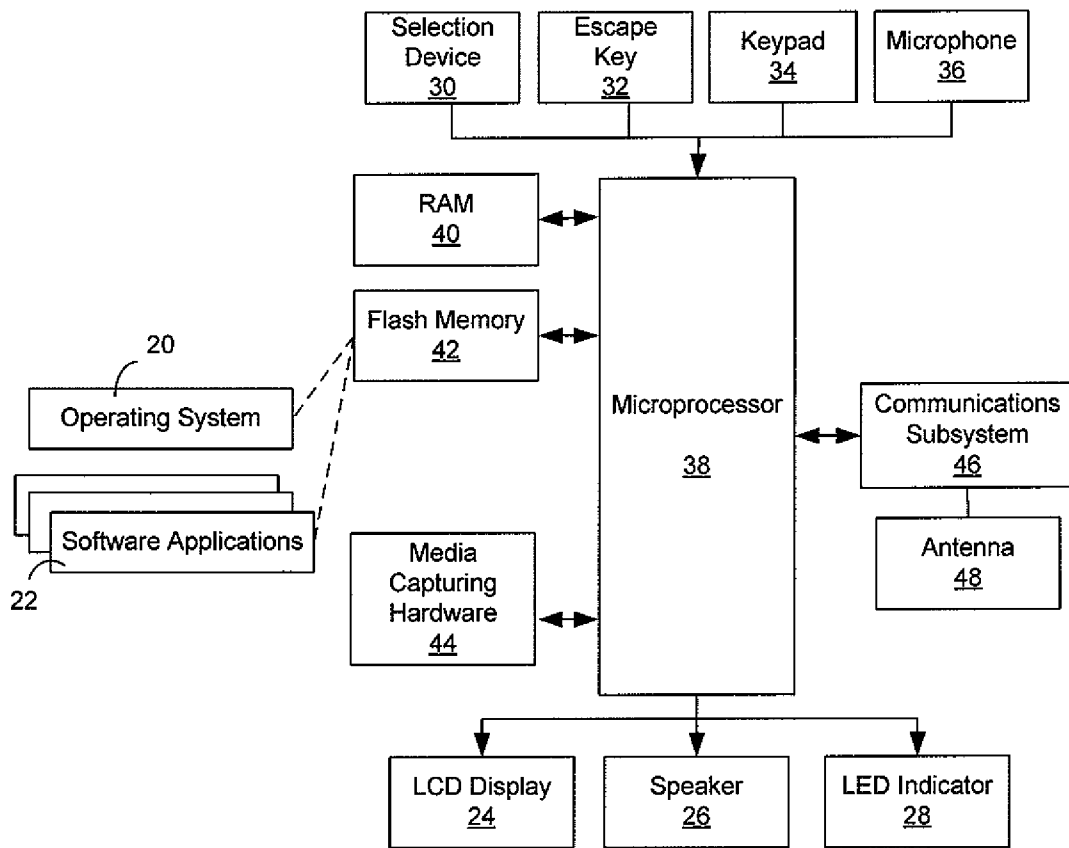 Selection
Device
30
Escape
Key
32
Keypad
34
Microphone
36
RAM
40
Flash Memory
42
20
Operating System
Software Applications
22
Microprocessor
38
Communications
Subsystem
46
Antenna
48
Media
Capturing
Hardware
44
LCD Display
24
Speaker
26
LED Indicator
28